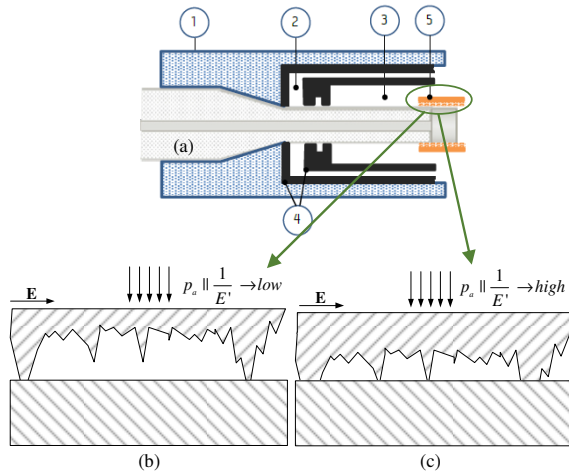 1
2
3
5
(a)
4
E
p_a ∥ 1/E' → low
E
p_a ∥ 1/E' → high
(b)
(c)